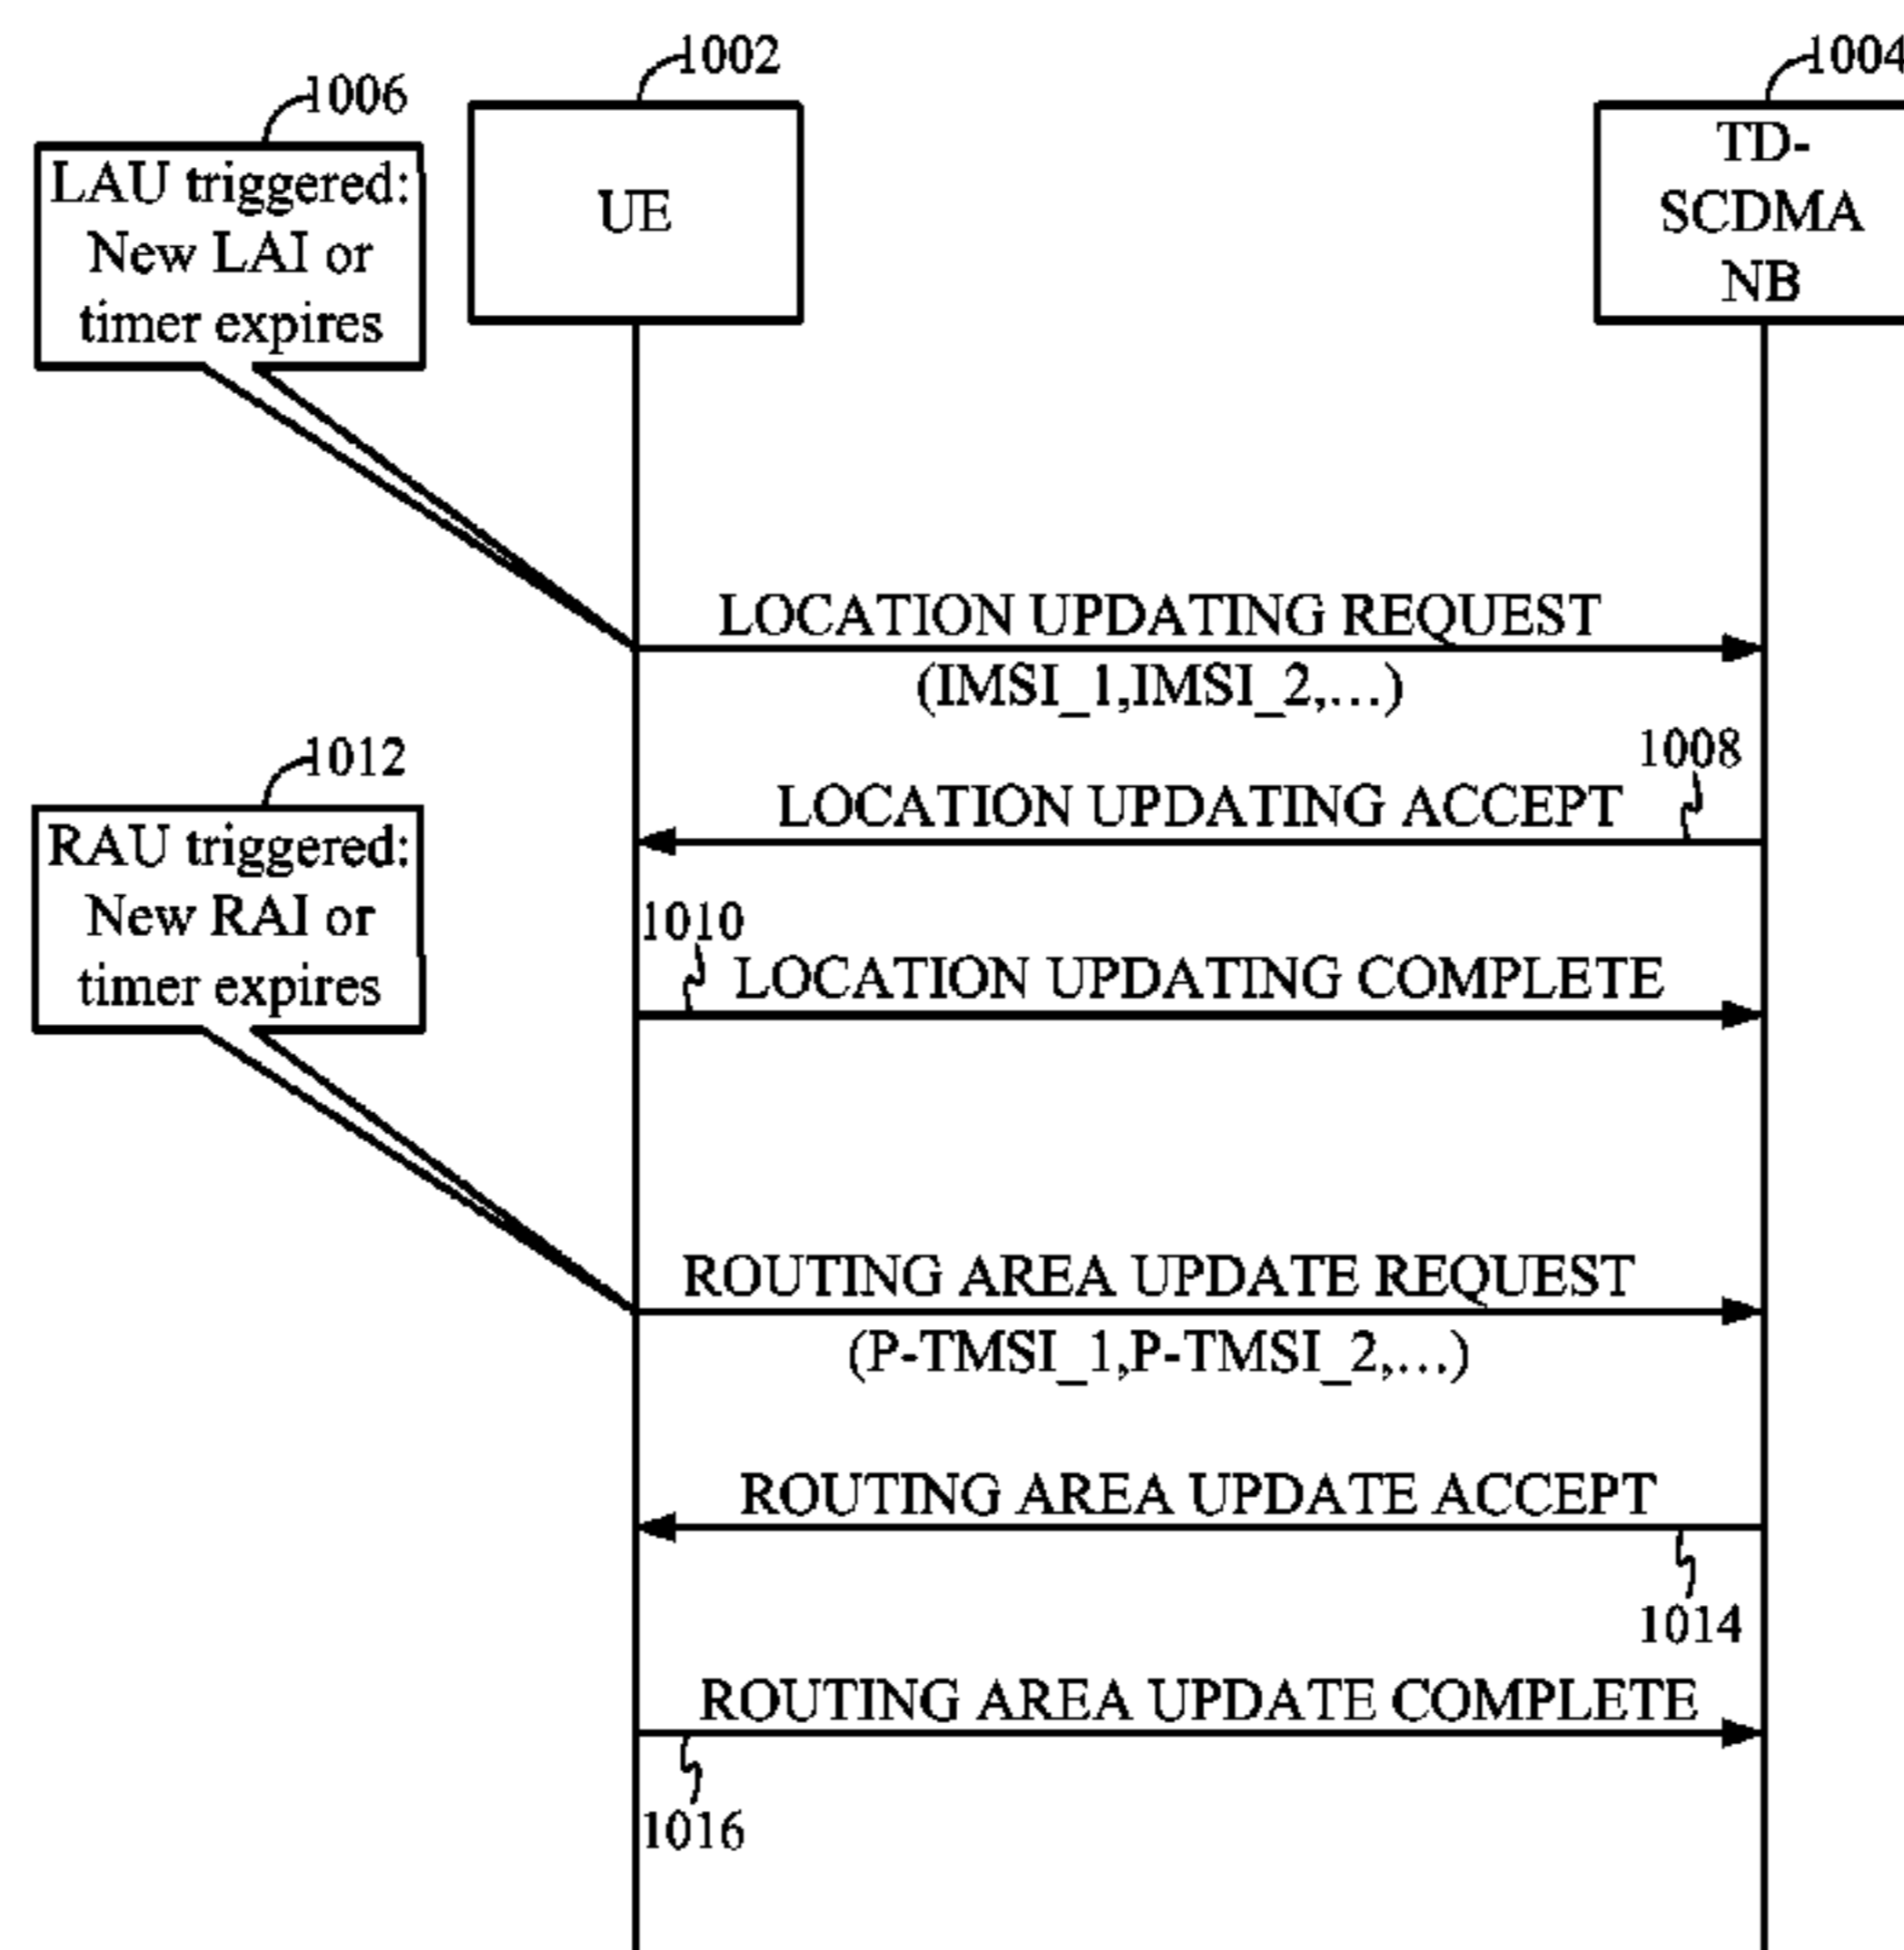 1002
1004
1006
LAU triggered:
New LAI or
timer expires
UE
TD-
SCDMA
NB
LOCATION UPDATING REQUEST
(IMSI_1,IMSI_2,...)
1008
LOCATION UPDATING ACCEPT
1012
RAU triggered:
New RAI or
timer expires
1010
LOCATION UPDATING COMPLETE
ROUTING AREA UPDATE REQUEST
(P-TMSI_1,P-TMSI_2,...)
ROUTING AREA UPDATE ACCEPT
1014
ROUTING AREA UPDATE COMPLETE
1016